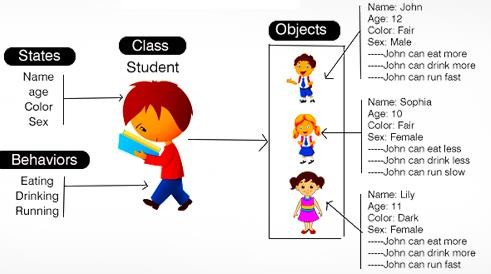 States
Name
age
Color
Sex
Behaviors
Eating
Drinking
Running
Class
Student
Objects
Name: John
Age: 12
Color: Fair
Sex: Male
-----John can eat more
-----John can drink more
-----John can run fast
Name: Sophia
Age: 10
Color: Fair
Sex: Female
-----John can eat less
-----John can drink less
-----John can run slow
Name: Lily
Age: 11
Color: Dark
Sex: Female
-----John can eat more
-----John can drink more
-----John can run fast